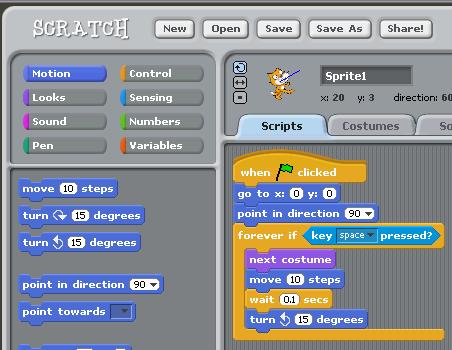 SCRATCH
New Open Save Save As Share!
Motion Control
Looks Sensing
Sound Numbers
Pen Variables
Sprite1
x: 20 y: 3 direction: 60
Scripts Costumes So
move 10 steps
turn 15 degrees
turn 15 degrees
point in direction 90
point towards
when clicked
go to x: 0 y: 0
point in direction 90
forever if key space pressed?
next costume
move 10 steps
wait 0.1 secs
turn 15 degrees